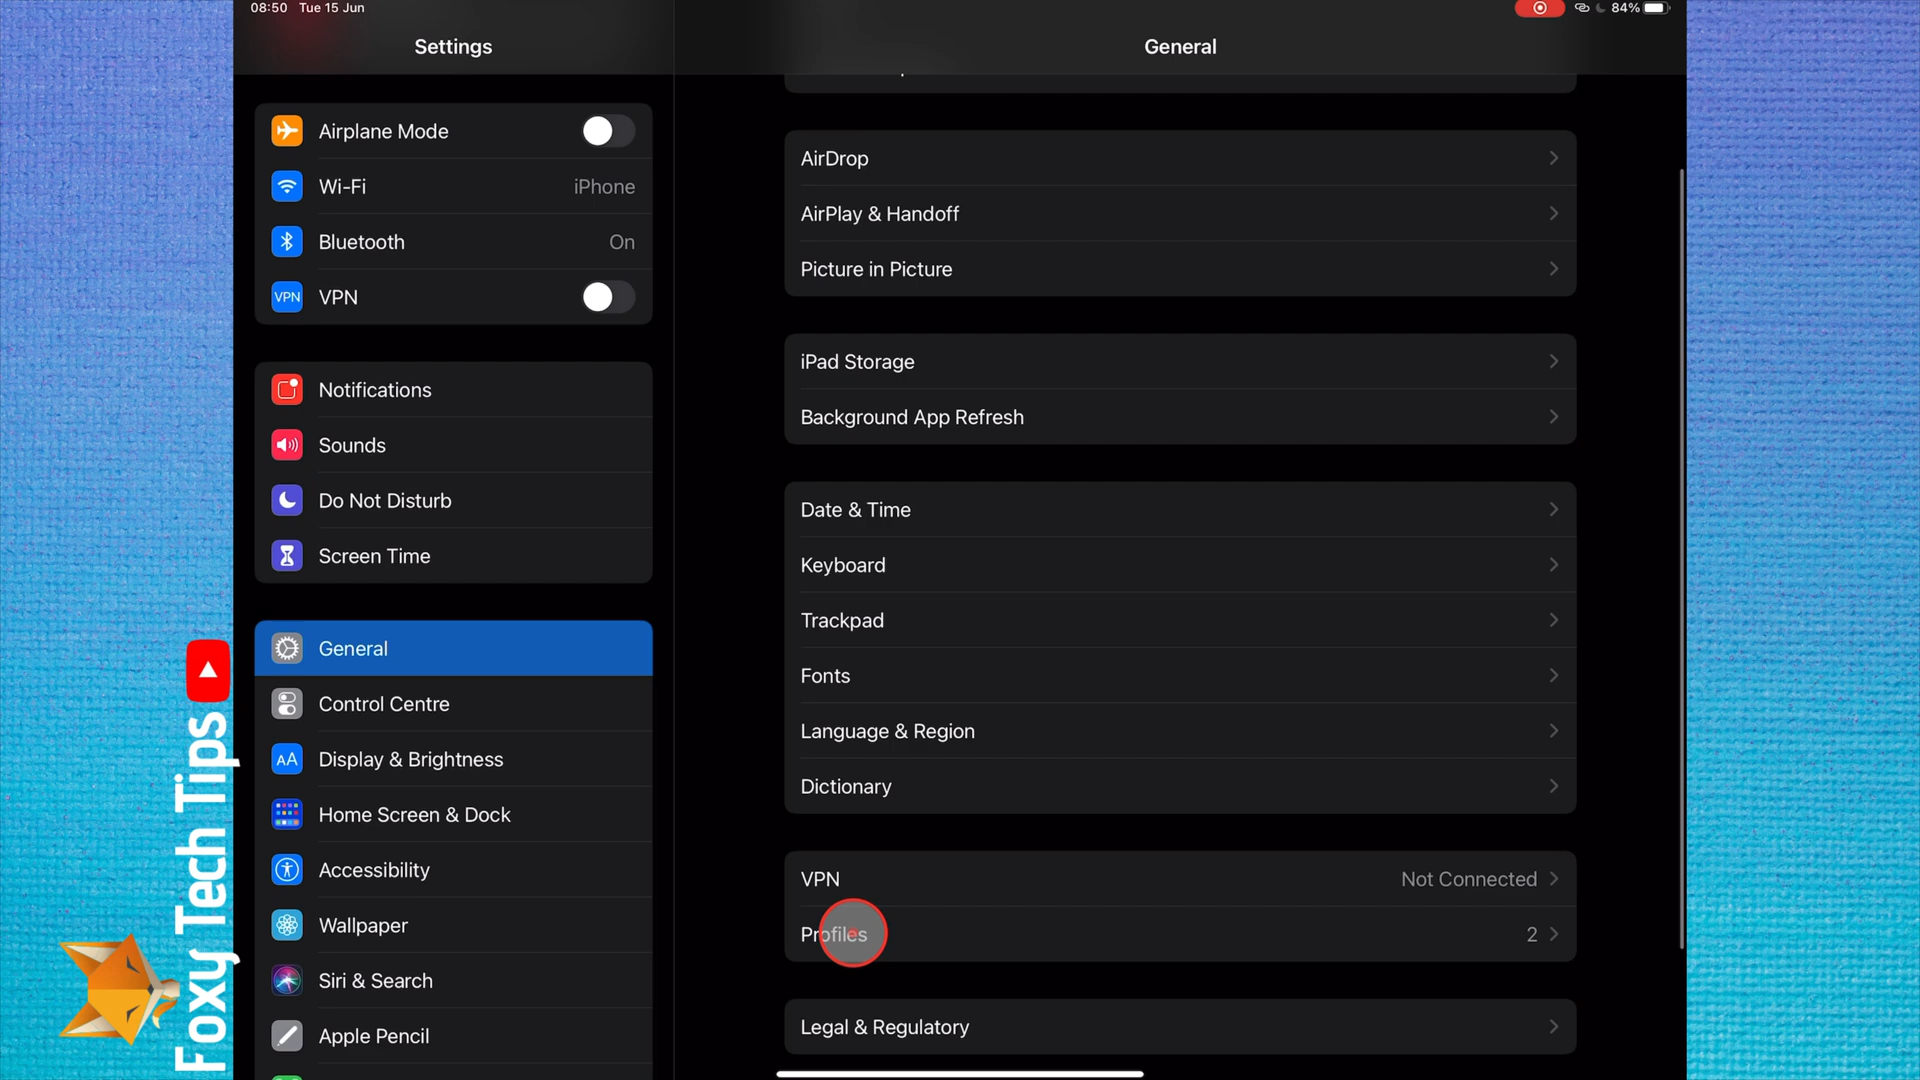 08:50 Tue 15 Jun
84%
Settings
General
Airplane Mode
Wi-Fi
iPhone
Bluetooth
On
VPN
VPN
Notifications
Sounds
Do Not Disturb
Screen Time
General
Control Centre
AA
Display & Brightness
Home Screen & Dock
Accessibility
Wallpaper
Siri & Search
Apple Pencil
AirDrop
AirPlay & Handoff
Picture in Picture
iPad Storage
Background App Refresh
Date & Time
Keyboard
Trackpad
Fonts
Language & Region
Dictionary
VPN
Not Connected
Profiles
2
Legal & Regulatory
Foxy Tech Tips